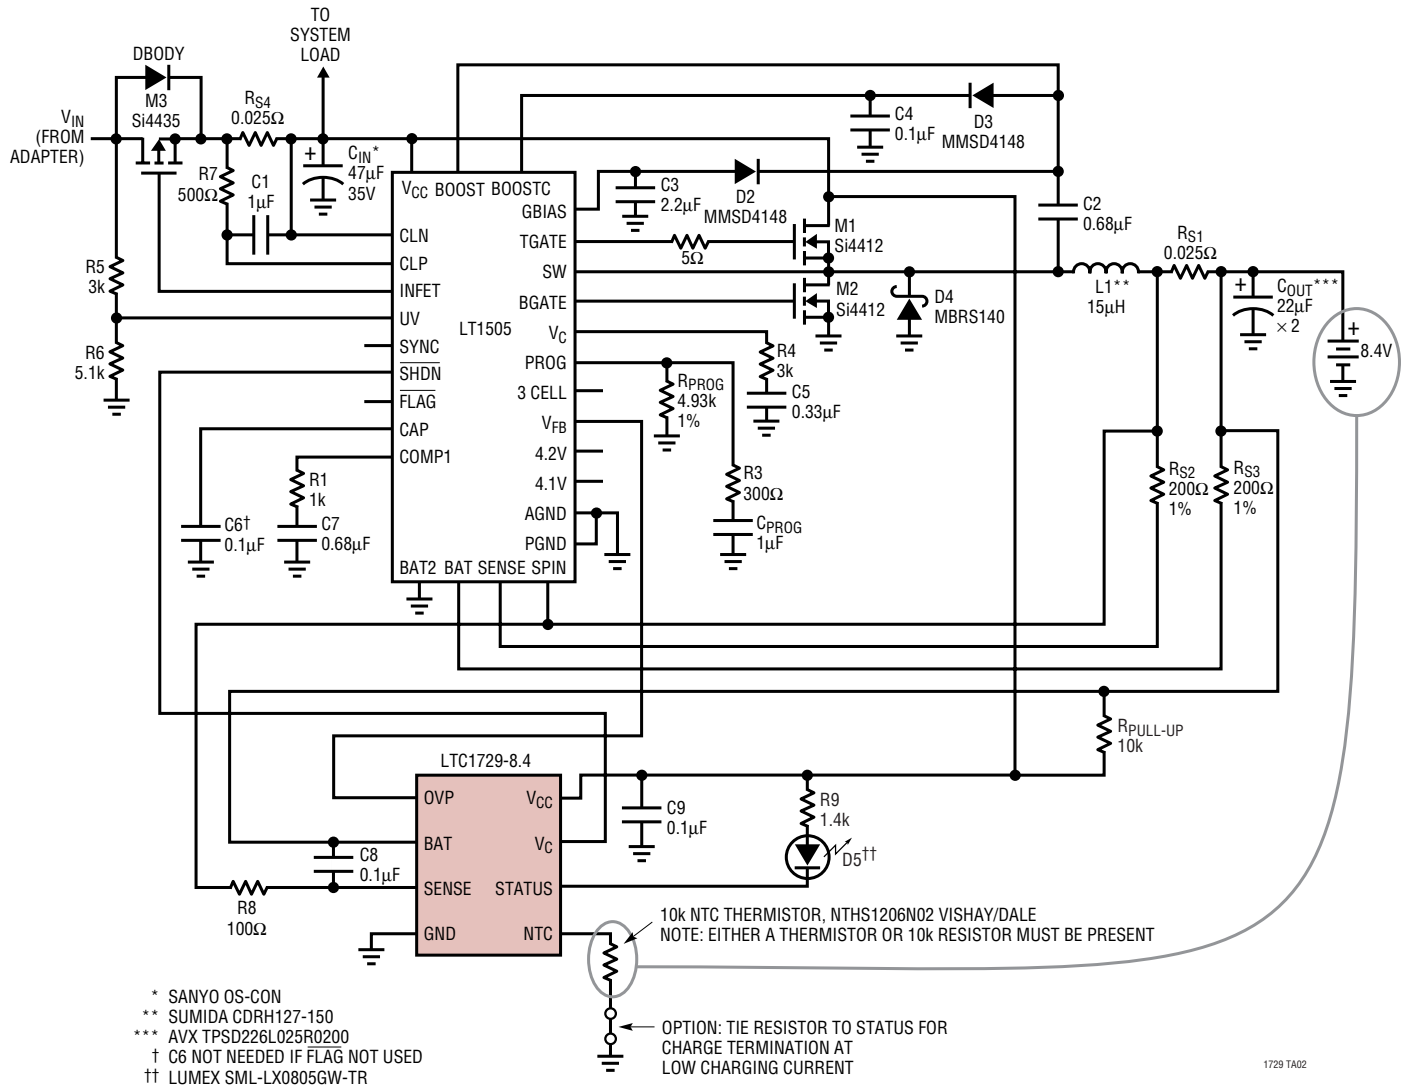 TO
SYSTEM
LOAD
DBODY
M3
Si4435
RS4
0.025Ω
VIN
(FROM
ADAPTER)
R7
500Ω
C1
1µF
+
CIN*
47µF
35V
C4
0.1µF
D3
MMSD4148
VCC BOOST BOOSTC
GBIAS
C3
2.2µF
D2
MMSD4148
C2
0.68µF
CLN
TGATE
5Ω
M1
Si4412
RS1
0.025Ω
CLP
SW
L1**
15µH
+
COUT***
22µF
× 2
R5
3k
INFET
BGATE
M2
Si4412
D4
MBRS140
UV
LT1505
VC
+
8.4V
R6
5.1k
SYNC
PROG
R4
3k
SHDN
3 CELL
RPROG
4.93k
1%
C5
0.33µF
FLAG
VFB
CAP
4.2V
COMP1
4.1V
R1
1k
R3
300Ω
RS2
200Ω
1%
RS3
200Ω
1%
C6†
0.1µF
C7
0.68µF
AGND
PGND
CPROG
1µF
BAT2 BAT SENSE SPIN
RPULL-UP
10k
LTC1729-8.4
OVP
VCC
C9
0.1µF
R9
1.4k
BAT
VC
D5††
C8
0.1µF
SENSE
STATUS
R8
100Ω
GND
NTC
10k NTC THERMISTOR, NTHS1206N02 VISHAY/DALE
NOTE: EITHER A THERMISTOR OR 10k RESISTOR MUST BE PRESENT
OPTION: TIE RESISTOR TO STATUS FOR
CHARGE TERMINATION AT
LOW CHARGING CURRENT
* SANYO OS-CON
** SUMIDA CDRH127-150
*** AVX TPSD226L025R0200
† C6 NOT NEEDED IF FLAG NOT USED
†† LUMEX SML-LX0805GW-TR
1729 TA02